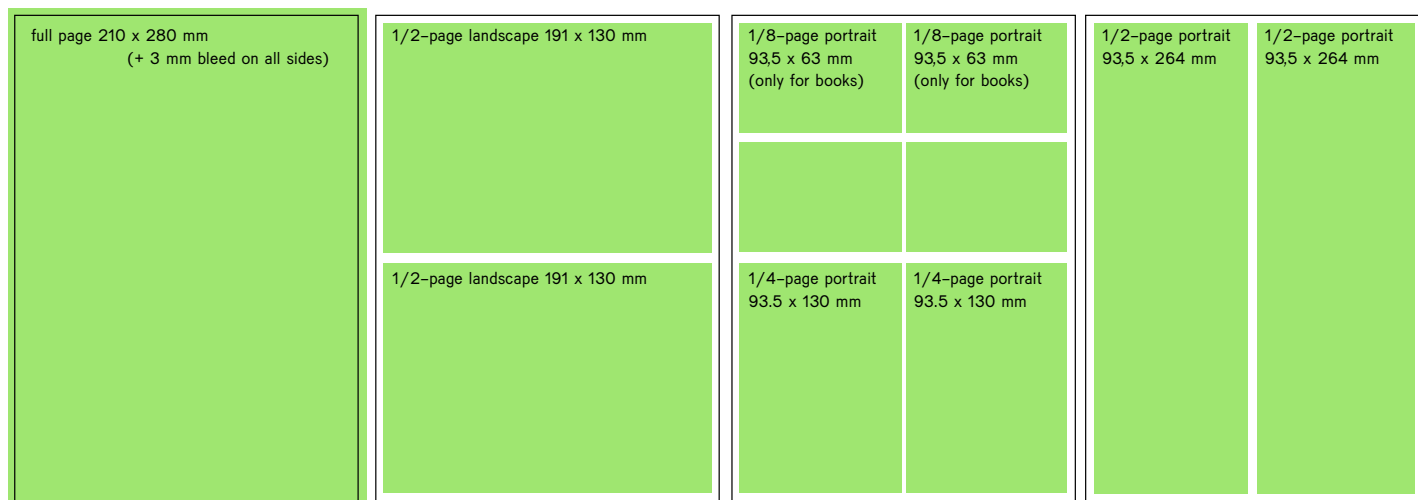 full page 210 x 280 mm
(+ 3 mm bleed on all sides)
1/2-page landscape 191 x 130 mm
1/2-page landscape 191 x 130 mm
1/8-page portrait
93,5 x 63 mm
(only for books)
1/8-page portrait
93,5 x 63 mm
(only for books)
1/4-page portrait
93.5 x 130 mm
1/4-page portrait
93.5 x 130 mm
1/2-page portrait
93,5 x 264 mm
1/2-page portrait
93,5 x 264 mm